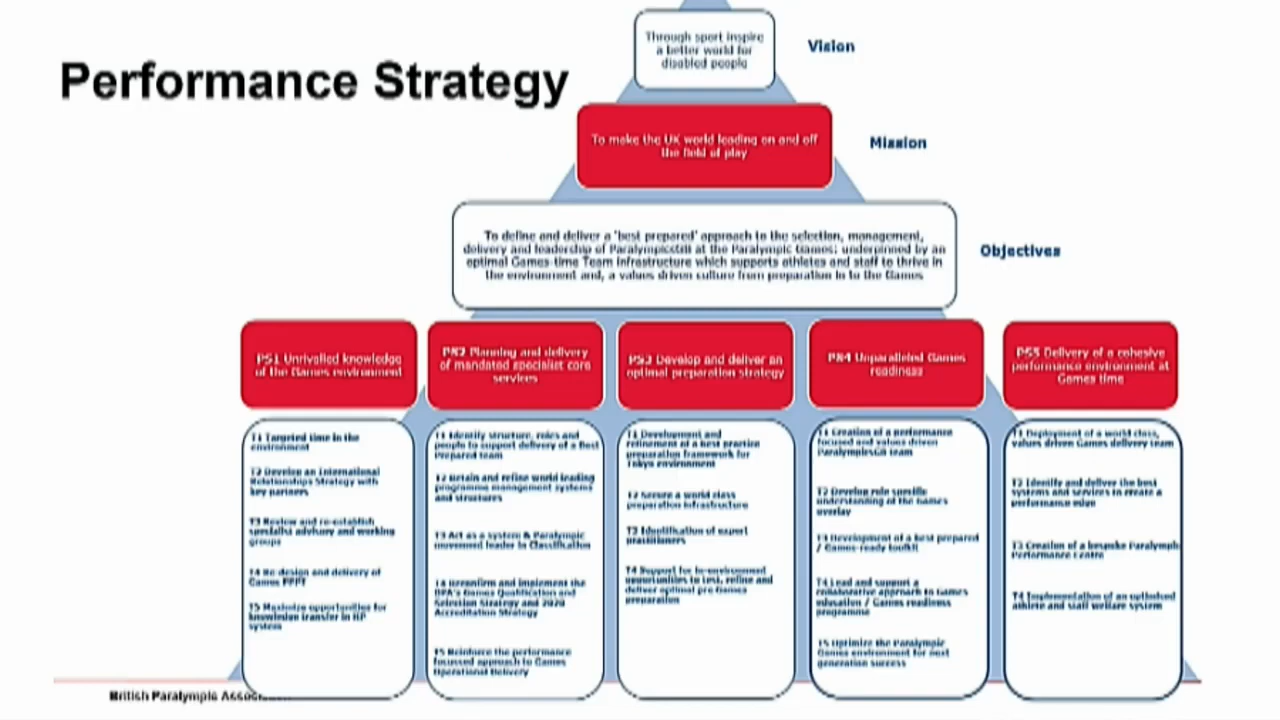 Performance Strategy
Through sport inspire
a better world for
disabled people
Vision
To make the UK world leading on and off
the field of play
Mission
To define and deliver a 'best prepared' approach to the selection, management,
delivery and leadership of ParalympicsGB at the Paralympic Games; underpinned by an
optimal Games-time Team Infrastructure which supports athletes and staff to thrive in
the environment and, a values driven culture from preparation in to the Games
Objectives
PS1 Unrivalled knowledge
of the Games environment
PS2 Planning and delivery
of mandated specialist core
services
PS3 Develop and deliver an
optimal preparation strategy
PS4 Unparalleled Games
readiness
PS5 Delivery of a cohesive
performance environment at
Games time
T1 Targeted time in the
environment
T2 Develop an International
Relationships Strategy with
key partners
T3 Review and re-establish
specialist advisory and working
groups
T4 Re-design and delivery of
Games
T5 Maximize opportunities for
knowledge transfer in HP
system
T1 Identify structure, roles and
people to support delivery of a Best
Prepared team
T2 Retain and refine world leading
programme management systems
and structures
T3 Act as a system & Paralympic
movement leader in Classification
T4 Reconfirm and implement the
BPA's Games Qualification and
Selection Strategy and 2020
Accreditation Strategy
T5 Reinforce the performance
focussed approach to Games
Operational Delivery
T1 Development and
refinement of a best practice
preparation framework for
Tokyo environment
T2 Secure a world class
preparation infrastructure
T3 Identification of expert
practitioners
T4 Support for in-environment
opportunities to test, refine and
deliver optimal pre Games
preparation
T1 Creation of a performance
focused and values driven
ParalympicsGB team
T2 Develop role specific
understanding of the Games
overlay
T3 Development of a best prepared
/ Games-ready toolkit
T4 Lead and support a
collaborative approach to Games
education / Games readiness
programme
T5 Optimize the Paralympic
Games environment for next
generation success
T1 Deployment of a world class,
values driven Games delivery team
T2 Identify and deliver the best
systems and services to create a
performance edge
T3 Creation of a bespoke Paralympic
Performance Centre
T4 Implementation of an optimised
athlete and staff welfare system
British Paralympic